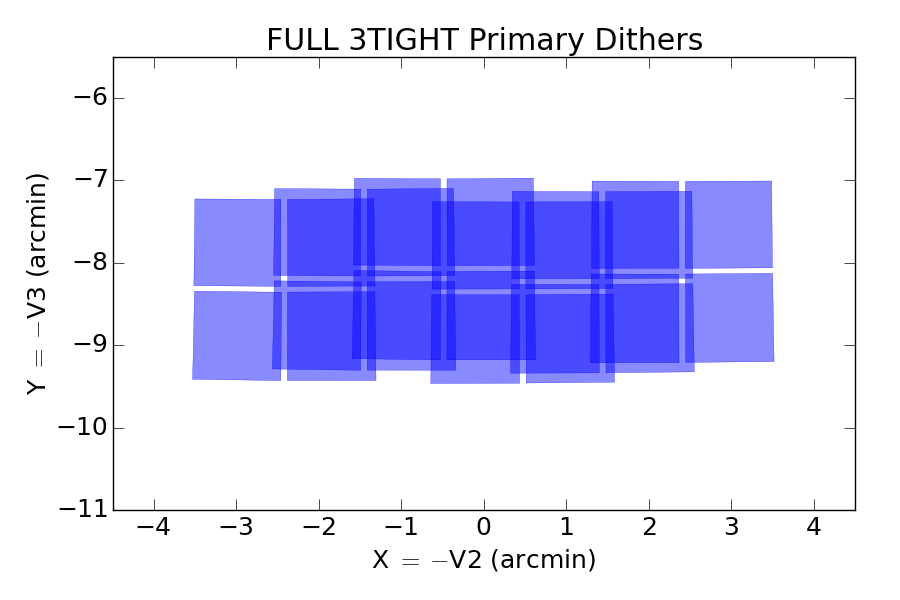 FULL 3TIGHT Primary Dithers
−6
−7
−8
−9
−10
−11
Y = −V3 (arcmin)
−4 −3 −2 −1 0 1 2 3 4
X = −V2 (arcmin)